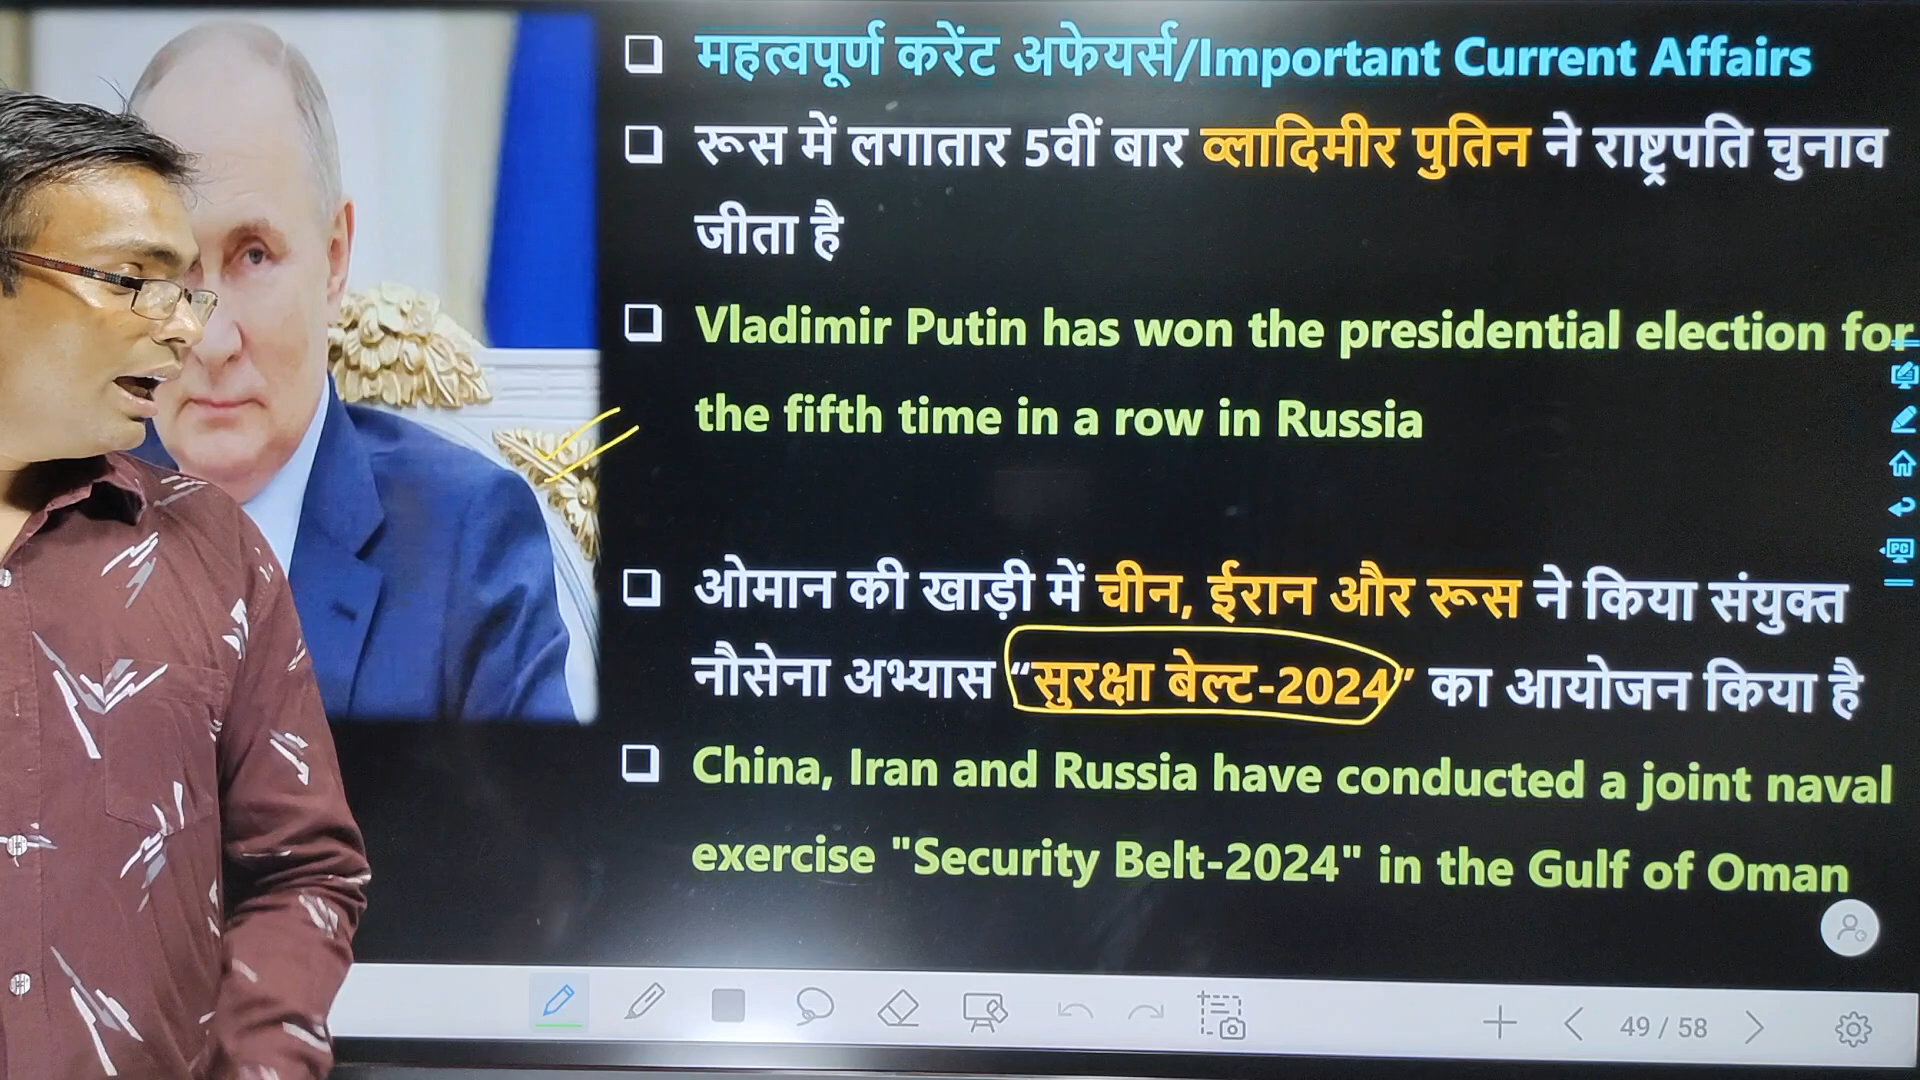 महत्वपूर्ण करेंट अफेयर्स/Important Current Affairs
रूस में लगातार 5वीं बार व्लादिमीर पुतिन ने राष्ट्रपति चुनाव
जीता है
Vladimir Putin has won the presidential election for
the fifth time in a row in Russia
ओमान की खाड़ी में चीन, ईरान और रूस ने किया संयुक्त
नौसेना अभ्यास “सुरक्षा बेल्ट-2024” का आयोजन किया है
China, Iran and Russia have conducted a joint naval
exercise "Security Belt-2024" in the Gulf of Oman
PC
49 / 58